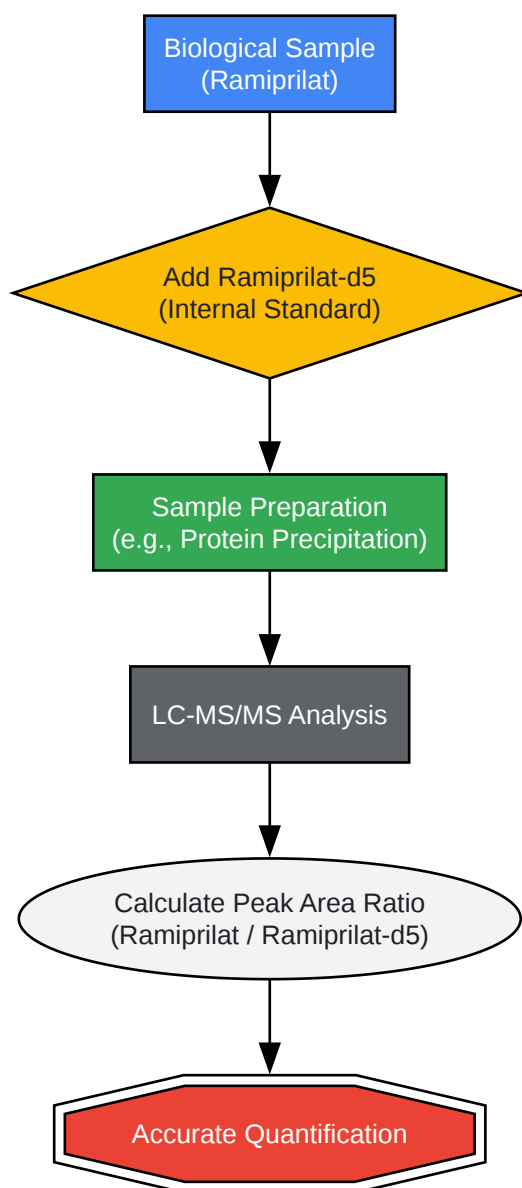 Biological Sample
(Ramiprilat)
Add Ramiprilat-d5
(Internal Standard)
Sample Preparation
(e.g., Protein Precipitation)
LC-MS/MS Analysis
Calculate Peak Area Ratio
(Ramiprilat / Ramiprilat-d5)
Accurate Quantification